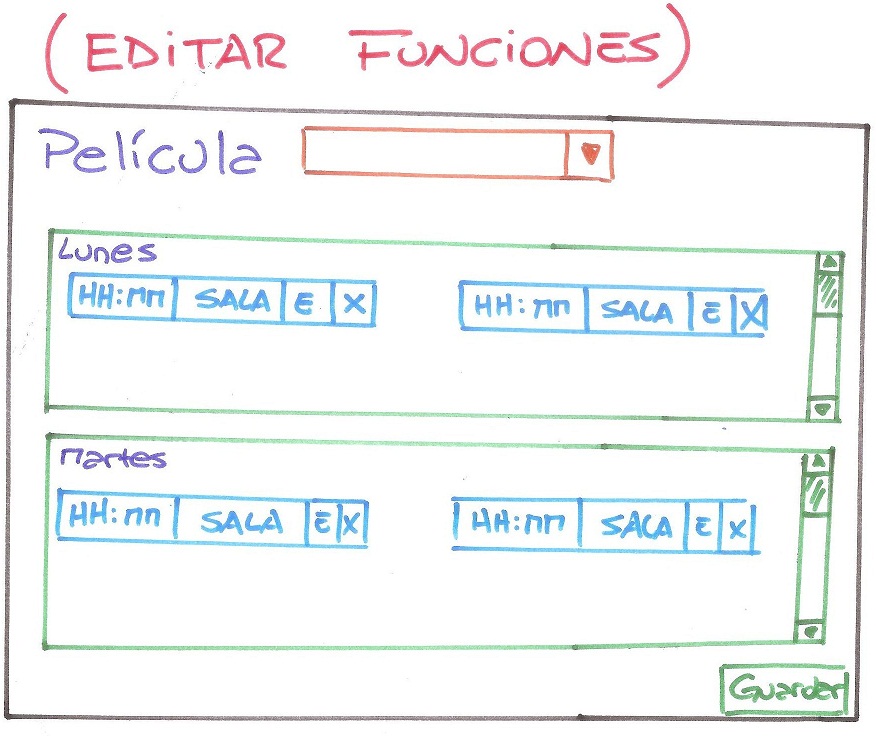 (EDiTAR FUNCiONES)
Película
Lunes
HH:MM SALA E X HH:MM SALA E X
Martes
HH:MM SALA E X HH:MM SALA E X
Guardar